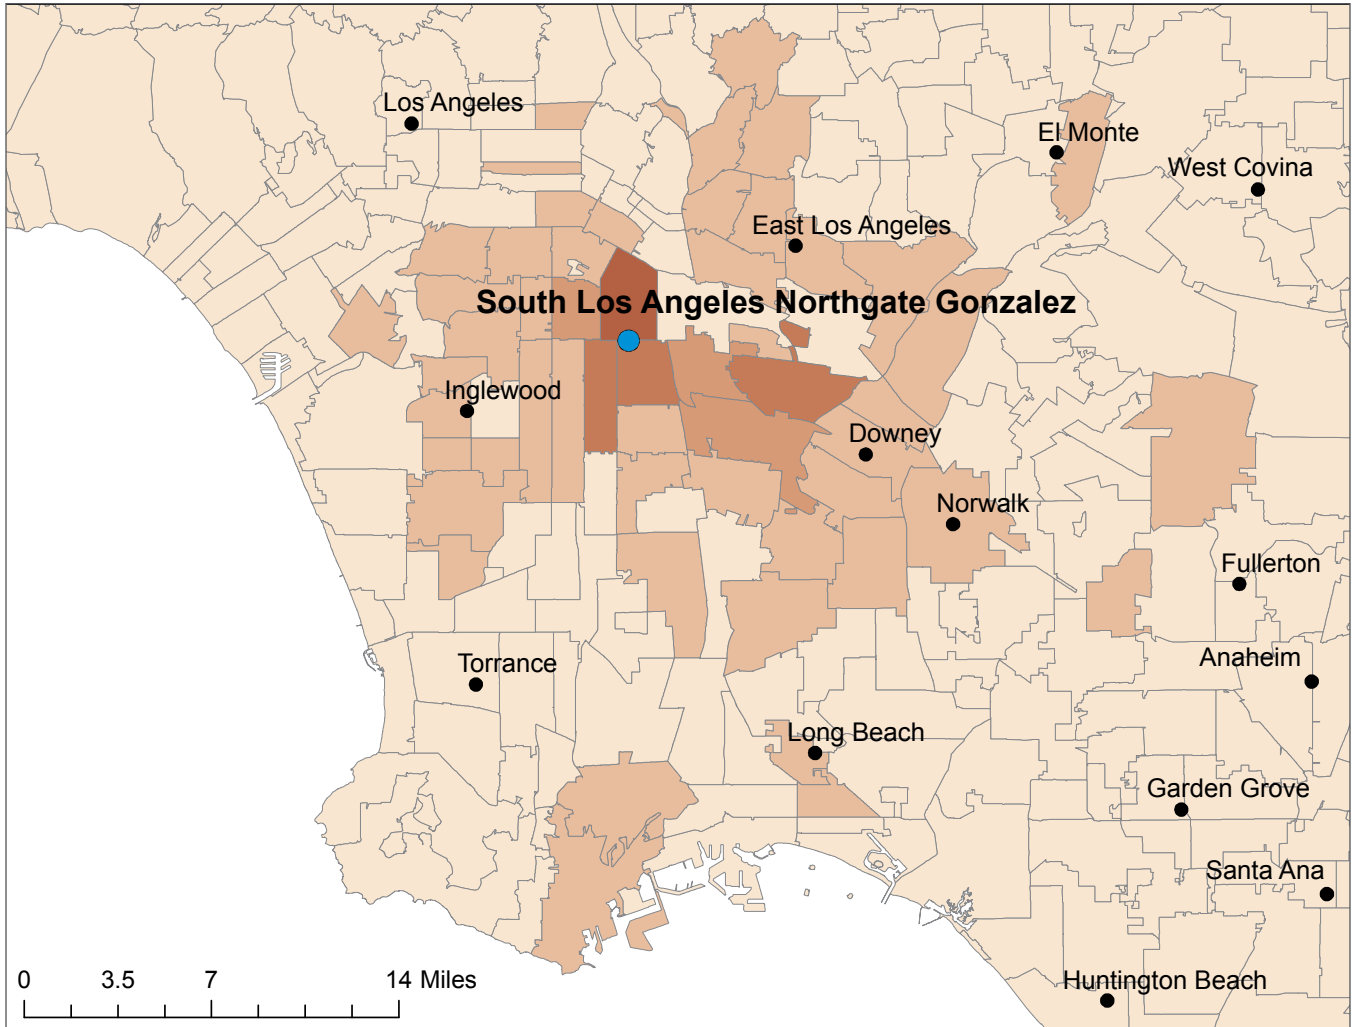 Los Angeles
El Monte
West Covina
East Los Angeles
South Los Angeles Northgate Gonzalez
Inglewood
Downey
Norwalk
Fullerton
Anaheim
Torrance
Long Beach
Garden Grove
Santa Ana
Huntington Beach
0 3.5 7 14 Miles